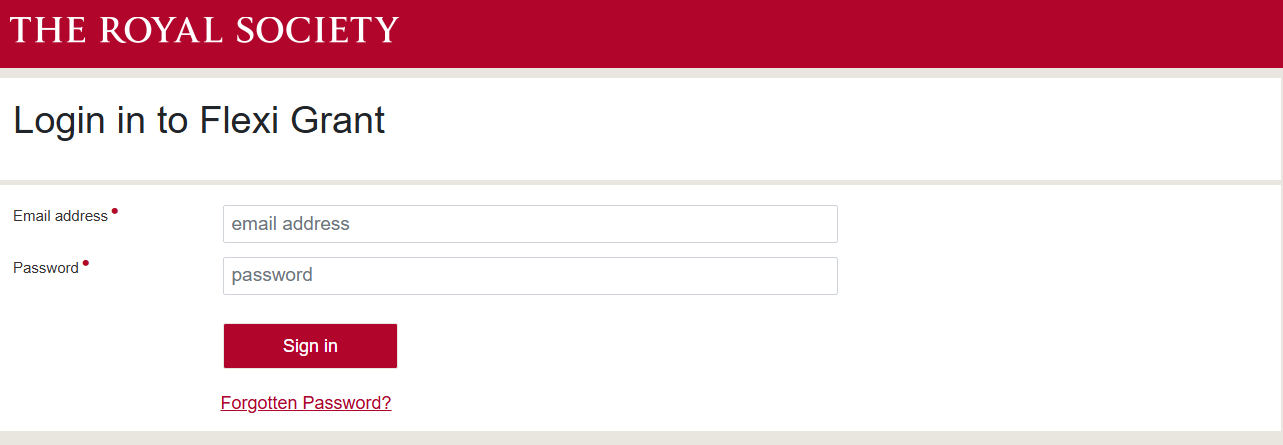 THE ROYAL SOCIETY
Login in to Flexi Grant
Email address
email address
Password
password
Sign in
Forgotten Password?